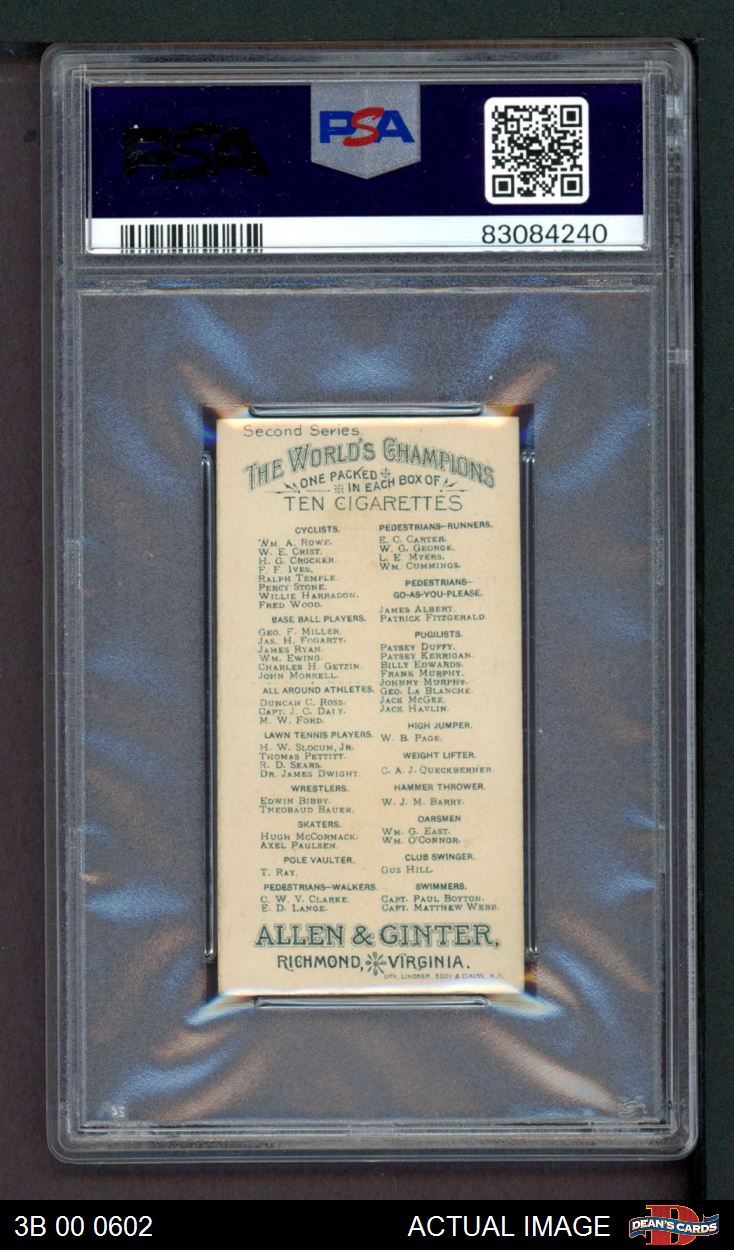 PSA
PSA
83084240
Second Series.
THE WORLD'S CHAMPIONS
ONE PACKED
IN EACH BOX OF
TEN CIGARETTES
CYCLISTS.
WM. A. ROWE.
W. E. CRIST.
H. G. CROCKER.
F. F. IVES.
RALPH TEMPLE.
PERCY STONE.
WILLIE HARRADON.
FRED WOOD.
BASE BALL PLAYERS.
GEO. F. MILLER.
JAS. H. FOGARTY.
JAMES RYAN.
WM. EWING.
CHARLES H. GETZIN.
JOHN MORRELL.
ALL AROUND ATHLETES.
DUNCAN C. ROSS.
CAPT. J. C. DALY.
M. W. FORD.
LAWN TENNIS PLAYERS.
H. W. SLOCUM, JR.
THOMAS PETTITT.
R. D. SEARS.
DR. JAMES DWIGHT.
WRESTLERS.
EDWIN BIBBY.
THEOBAUD BAUER.
SKATERS.
HUGH MCCORMACK.
AXEL PAULSEN.
POLE VAULTER.
T. RAY.
PEDESTRIANS-WALKERS.
C. W. V. CLARKE.
E. D. LANGE.
PEDESTRIANS-RUNNERS.
E. C. CARTER.
W. G. GEORGE.
L. E. MYERS.
WM. CUMMINGS.
PEDESTRIANS-
GO-AS-YOU-PLEASE.
JAMES ALBERT.
PATRICK FITZGERALD.
PUGILISTS.
PATSEY DUFFY.
PATSEY KERRIGAN.
BILLY EDWARDS.
FRANK MURPHY.
JOHNNY MURPHY.
GEO. LA BLANCHE.
JACK MCGEE.
JACK HAVLIN.
HIGH JUMPER.
W. B. PAGE.
WEIGHT LIFTER.
C. A. J. QUECKBERNER.
HAMMER THROWER.
W. J. M. BARRY.
OARSMEN
WM. G. EAST.
WM. O'CONNOR.
CLUB SWINGER.
GUS HILL.
SWIMMERS.
CAPT. PAUL BOYTON.
CAPT. MATTHEW WEBB.
ALLEN & GINTER,
RICHMOND, VIRGINIA.
LITH. LINDNER, EDDY & CLAUSS, N.Y.
3B 00 0602
ACTUAL IMAGE
DEAN'S CARDS